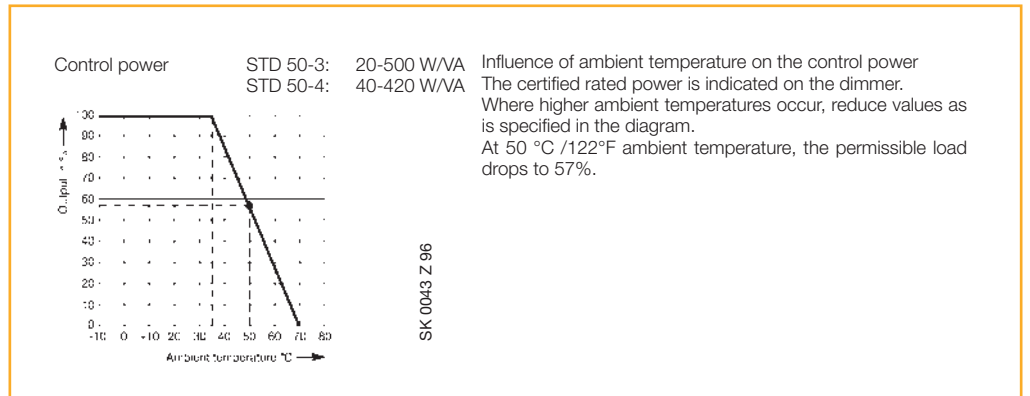 Control power STD 50-3: 20-500 W/VA
STD 50-4: 40-420 W/VA
Influence of ambient temperature on the control power
The certified rated power is indicated on the dimmer.
Where higher ambient temperatures occur, reduce values as
is specified in the diagram.
At 50 °C /122°F ambient temperature, the permissible load
drops to 57%.
90
80
70
60
50
40
30
20
0
-10 0 +10 20 30 40 50 60 70 80
Ambient temperature °C
SK 0043 Z 96